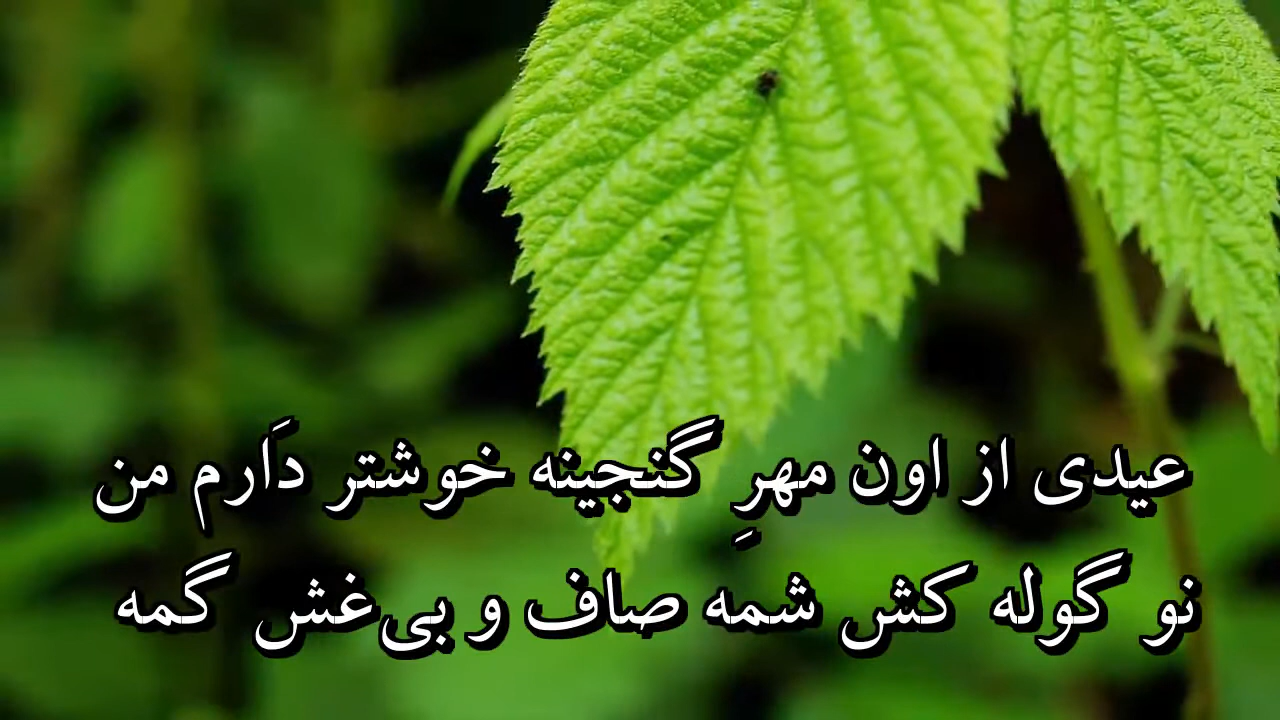 عیدی از اون مهرِ گنجینه خوشتر دَارم من
نو گوله کش شمه صاف و بی‌غش گمه